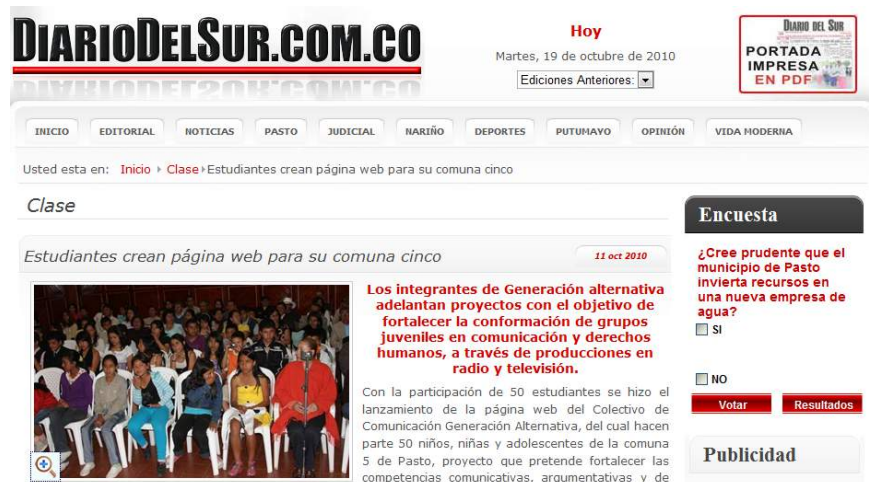 DIARIODELSUR.COM.CO
Hoy
Martes, 19 de octubre de 2010
Ediciones Anteriores:
DIARIO DEL SUR
PORTADA
IMPRESA
EN PDF
INICIO EDITORIAL NOTICIAS PASTO JUDICIAL NARIÑO DEPORTES PUTUMAYO OPINIÓN VIDA MODERNA
Usted esta en: Inicio Clase Estudiantes crean página web para su comuna cinco
Clase
Estudiantes crean página web para su comuna cinco
11 oct 2010
Los integrantes de Generación alternativa
adelantan proyectos con el objetivo de
fortalecer la conformación de grupos
juveniles en comunicación y derechos
humanos, a través de producciones en
radio y televisión.
Con la participación de 50 estudiantes se hizo el
lanzamiento de la página web del Colectivo de
Comunicación Generación Alternativa, del cual hacen
parte 50 niños, niñas y adolescentes de la comuna
5 de Pasto, proyecto que pretende fortalecer las
competencias comunicativas, argumentativas y de
Encuesta
¿Cree prudente que el
municipio de Pasto
invierta recursos en
una nueva empresa de
agua?
SI
NO
Votar Resultados
Publicidad